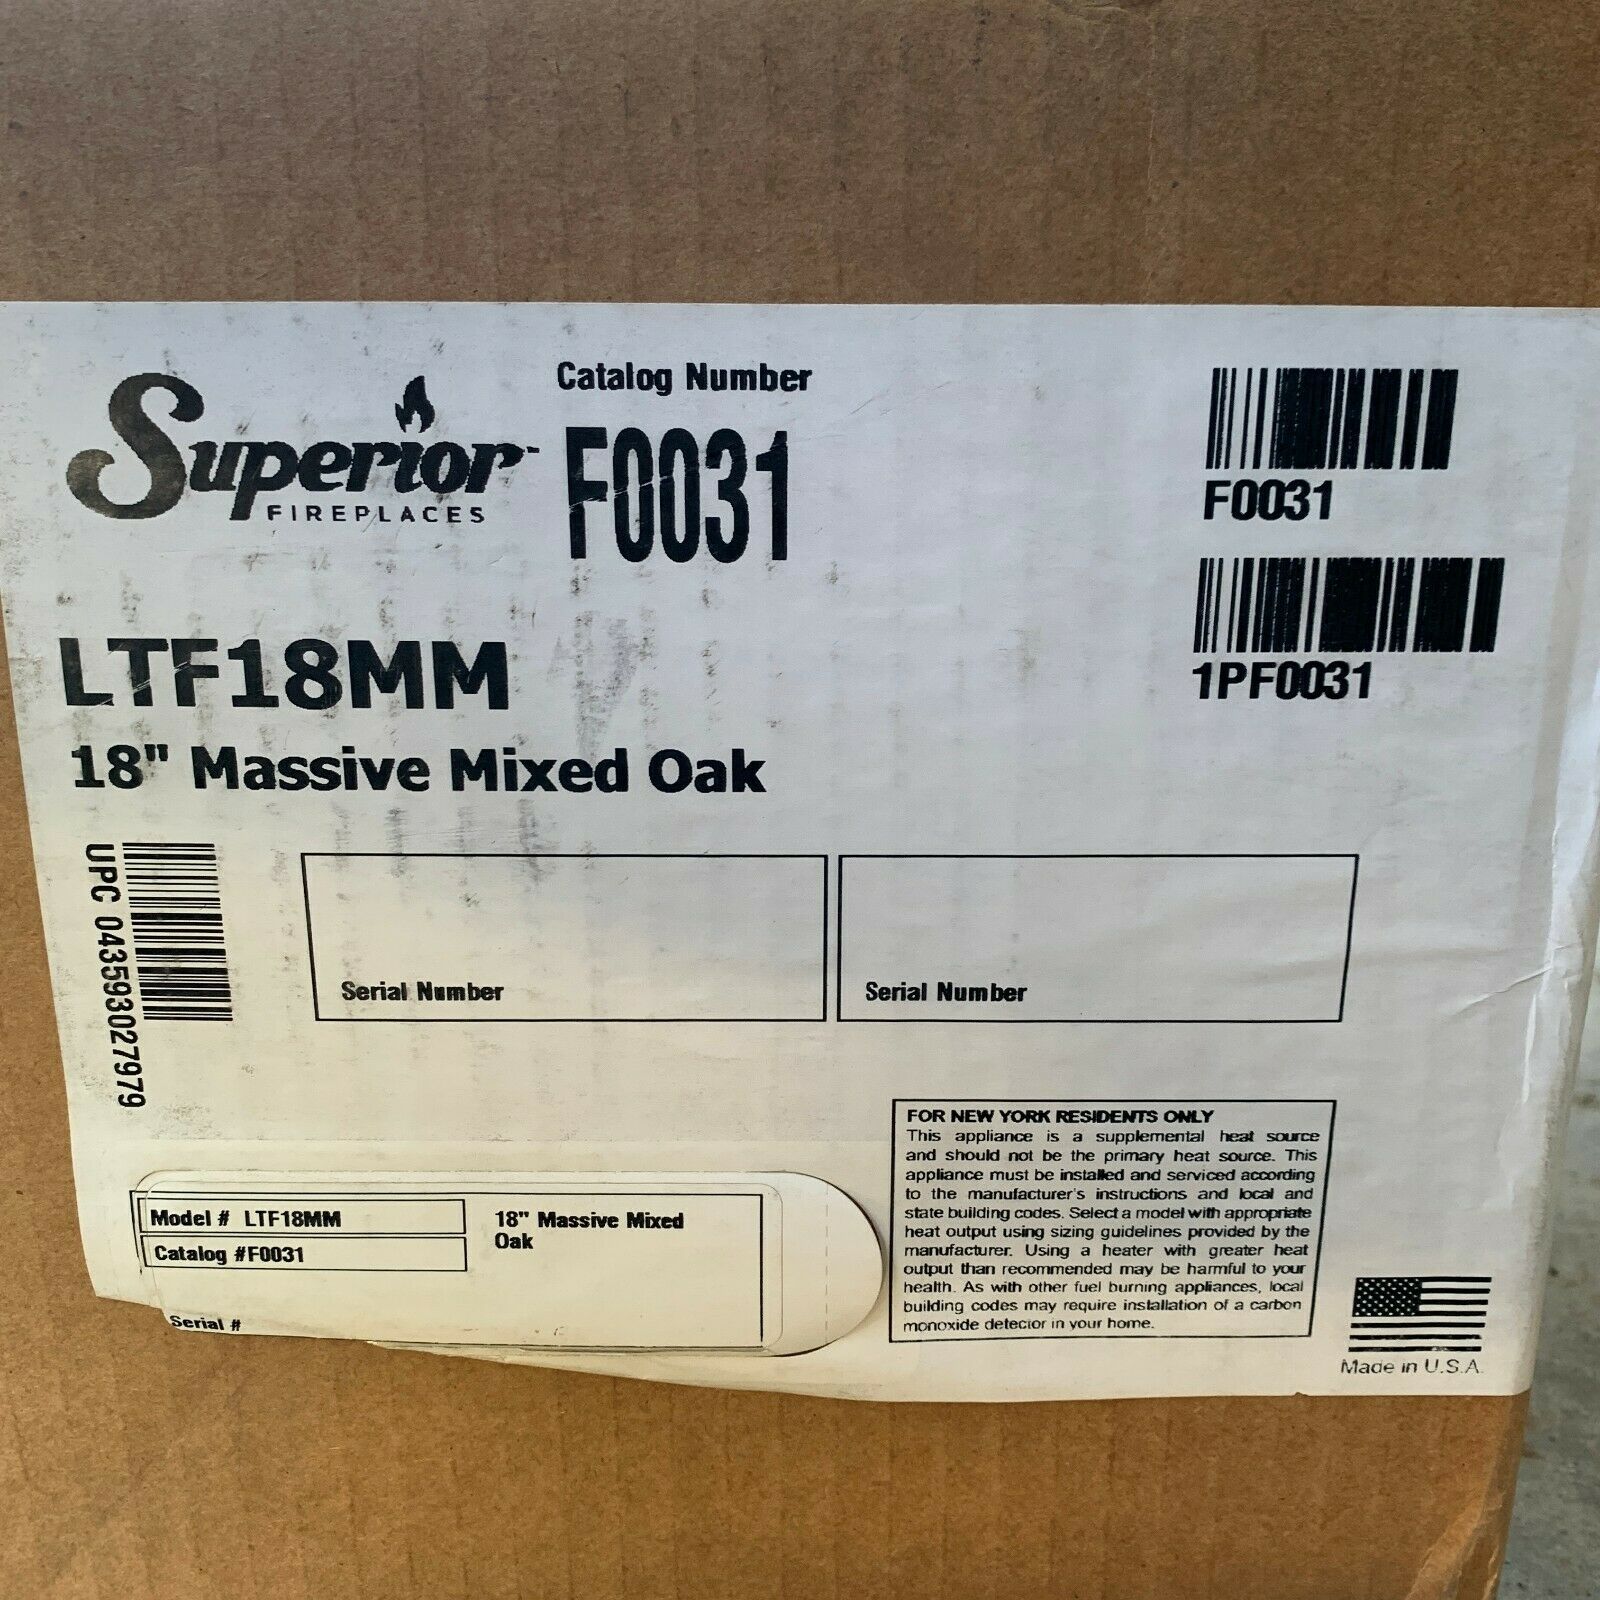 Superior™
FIREPLACES
Catalog Number
F0031
F0031
1PF0031
LTF18MM
18" Massive Mixed Oak
UPC 043593027979
Serial Number
Serial Number
Model # LTF18MM
Catalog #F0031
18" Massive Mixed
Oak
Serial #
FOR NEW YORK RESIDENTS ONLY
This appliance is a supplemental heat source
and should not be the primary heat source. This
appliance must be installed and serviced according
to the manufacturer's instructions and local and
state building codes. Select a model with appropriate
heat output using sizing guidelines provided by the
manufacturer. Using a heater with greater heat
output than recommended may be harmful to your
health. As with other fuel burning appliances, local
building codes may require installation of a carbon
monoxide detector in your home.
Made in U.S.A.